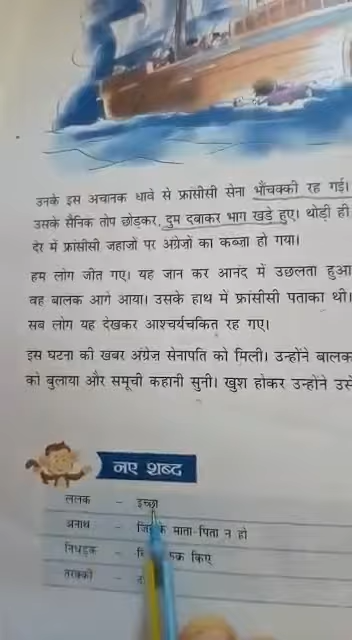 उनके इस अचानक धावे से फ्रांसीसी सेना भौंचक्की रह गई।
उसके सैनिक तोप छोड़कर, दुम दबाकर भाग खड़े हुए। थोड़ी ही
देर में फ्रांसीसी जहाजों पर अंग्रेजों का कब्ज़ा हो गया।
हम लोग जीत गए। यह जान कर आनंद में उछलता हुआ
वह बालक आगे आया। उसके हाथ में फ्रांसीसी पताका थी।
सब लोग यह देखकर आश्चर्यचकित रह गए।
इस घटना की खबर अंग्रेज सेनापति को मिली। उन्होंने बालक
को बुलाया और समूची कहानी सुनी। खुश होकर उन्होंने उसे
नए शब्द
ललक - इच्छा
अनाथ - माता-पिता न हो
निधड़क - किए
तरक्की -